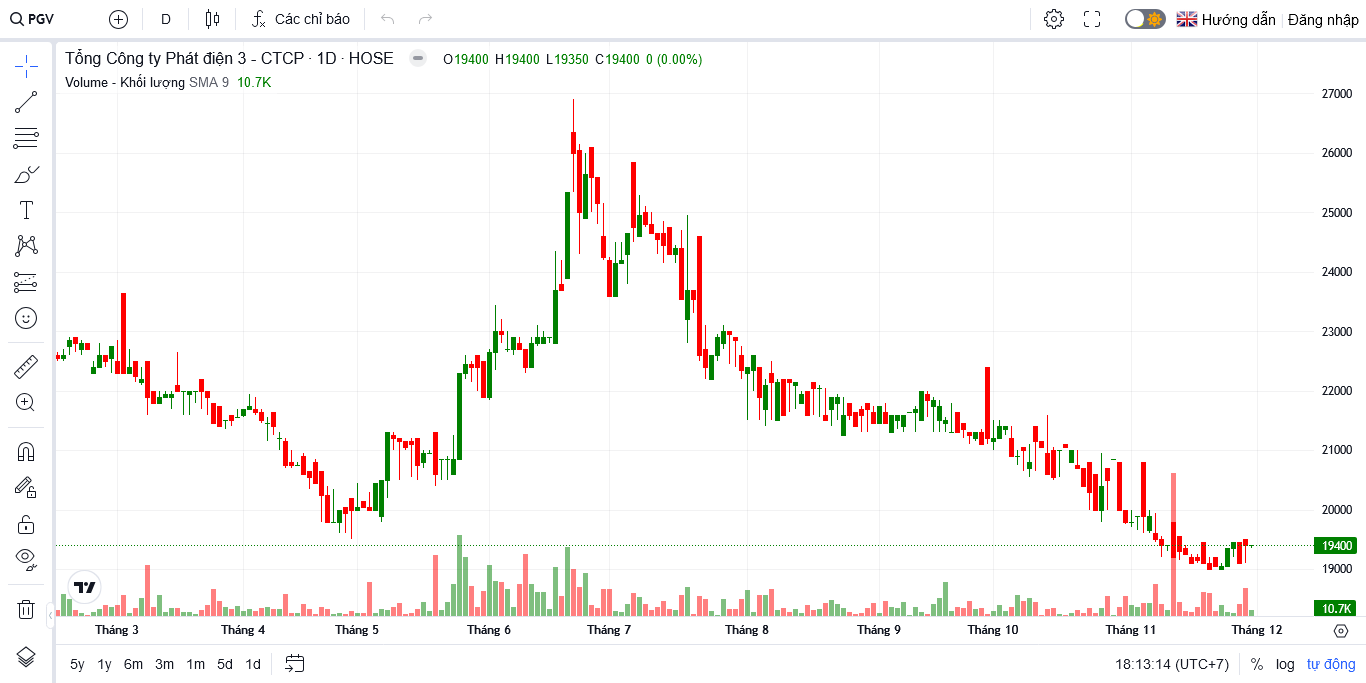 PGV D Các chỉ báo Hướng dẫn Đăng nhập
Tổng Công ty Phát điện 3 - CTCP · 1D · HOSE O19400 H19400 L19350 C19400 0 (0.00%)
Volume - Khối lượng SMA 9 10.7K
27000
26000
25000
24000
23000
22000
21000
20000
19400
19000
10.7K
Tháng 3 Tháng 4 Tháng 5 Tháng 6 Tháng 7 Tháng 8 Tháng 9 Tháng 10 Tháng 11 Tháng 12
5y 1y 6m 3m 1m 5d 1d 18:13:14 (UTC+7) % log tự động